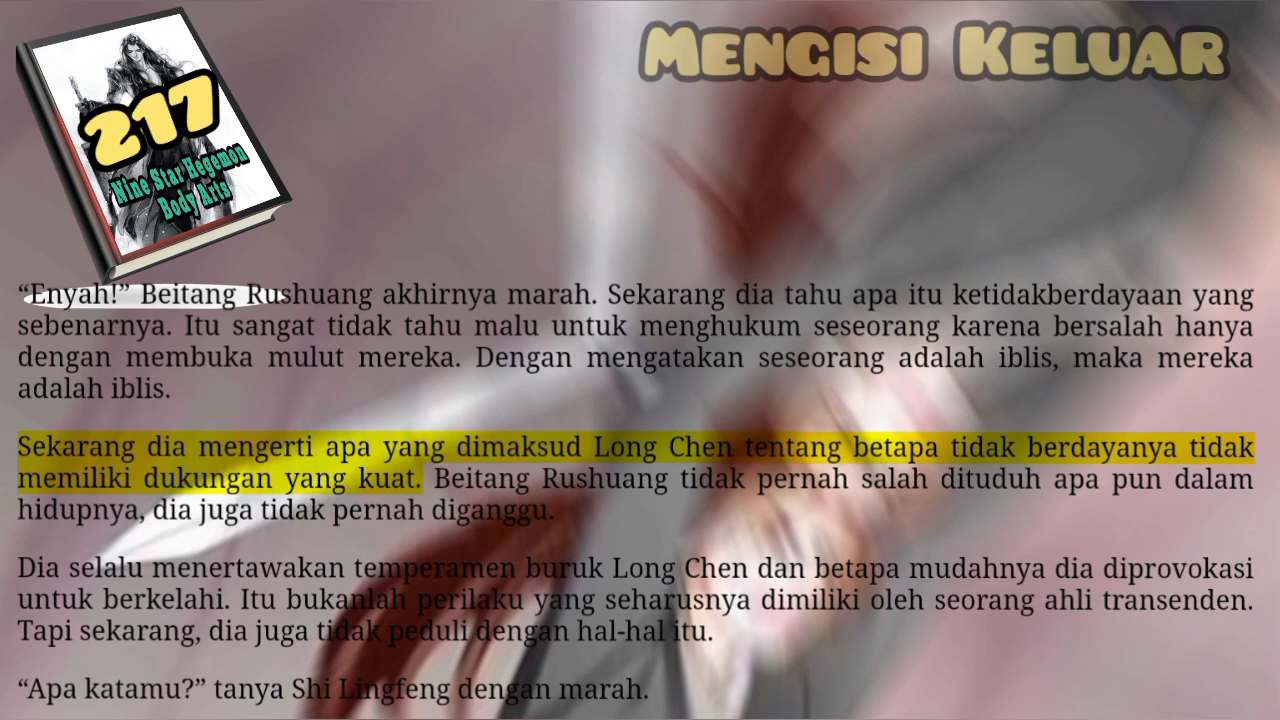 MENGISI KELUAR
217
Nine Star Hegemon
Body Arts
“Enyah!” Beitang Rushuang akhirnya marah. Sekarang dia tahu apa itu ketidakberdayaan yang
sebenarnya. Itu sangat tidak tahu malu untuk menghukum seseorang karena bersalah hanya
dengan membuka mulut mereka. Dengan mengatakan seseorang adalah iblis, maka mereka
adalah iblis.
Sekarang dia mengerti apa yang dimaksud Long Chen tentang betapa tidak berdayanya tidak
memiliki dukungan yang kuat. Beitang Rushuang tidak pernah salah dituduh apa pun dalam
hidupnya, dia juga tidak pernah diganggu.
Dia selalu menertawakan temperamen buruk Long Chen dan betapa mudahnya dia diprovokasi
untuk berkelahi. Itu bukanlah perilaku yang seharusnya dimiliki oleh seorang ahli transenden.
Tapi sekarang, dia juga tidak peduli dengan hal-hal itu.
“Apa katamu?” tanya Shi Lingfeng dengan marah.